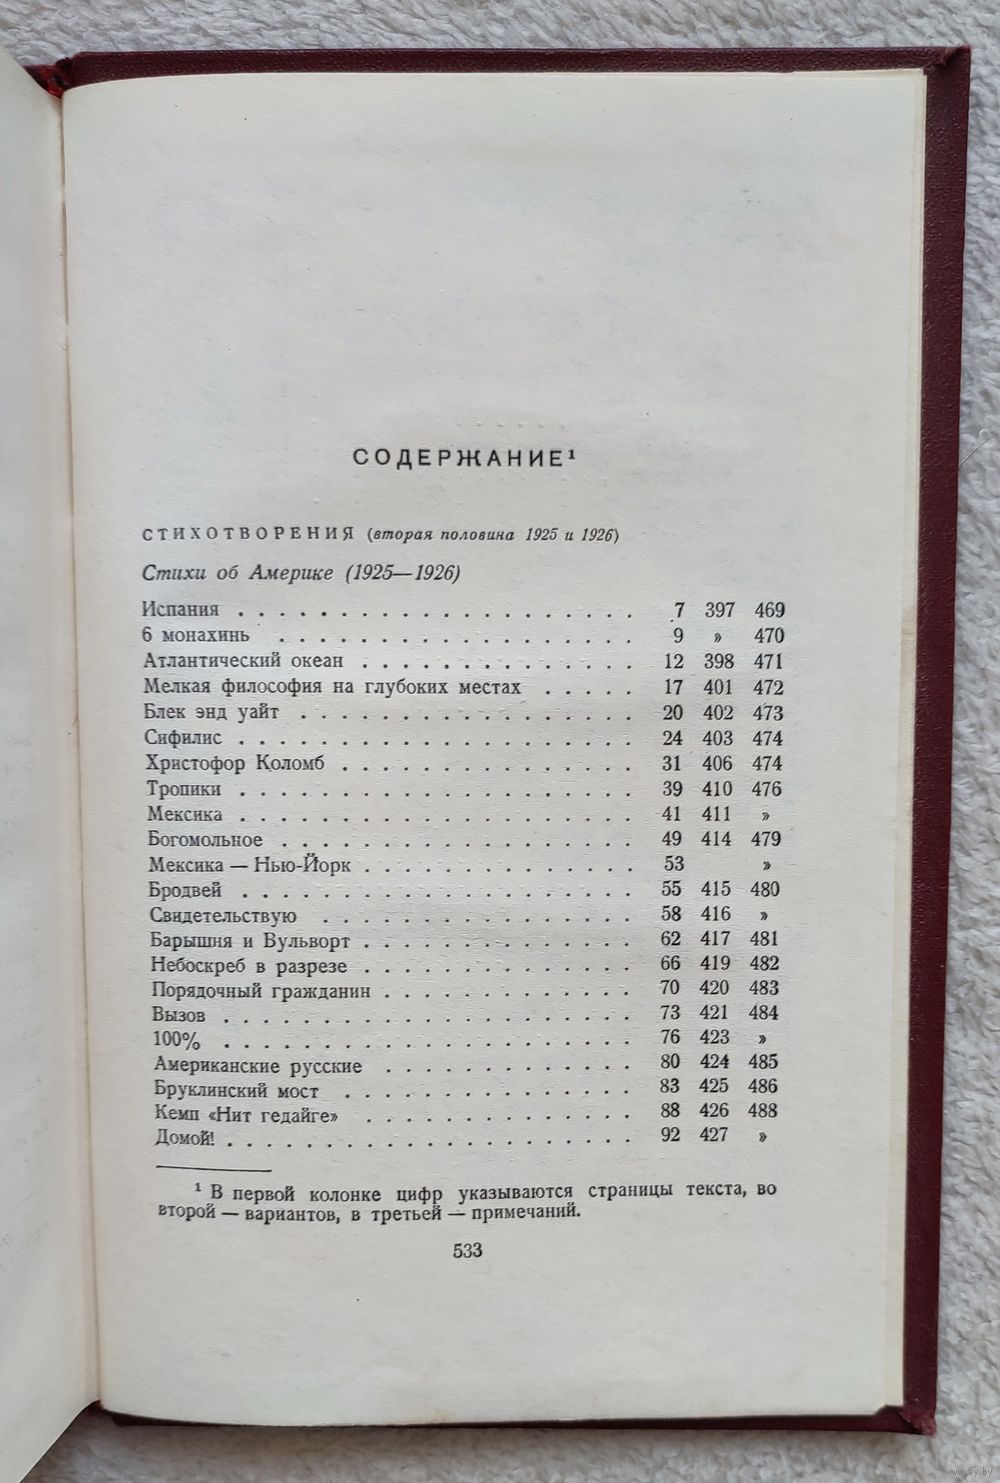 СОДЕРЖАНИЕ¹
СТИХОТВОРЕНИЯ (вторая половина 1925 и 1926)
Стихи об Америке (1925—1926)
Испания . . . . . . . . . . . . . . . . . . . . 7 397 469
6 монахинь . . . . . . . . . . . . . . . . . . 9 » 470
Атлантический океан . . . . . . . . . . . . . 12 398 471
Мелкая философия на глубоких местах . . . . . 17 401 472
Блек энд уайт . . . . . . . . . . . . . . . . . 20 402 473
Сифилис . . . . . . . . . . . . . . . . . . . . 24 403 474
Христофор Коломб . . . . . . . . . . . . . . 31 406 474
Тропики . . . . . . . . . . . . . . . . . . . . 39 410 476
Мексика . . . . . . . . . . . . . . . . . . . . 41 411 »
Богомольное . . . . . . . . . . . . . . . . . 49 414 479
Мексика — Нью-Йорк . . . . . . . . . . . . . 53 »
Бродвей . . . . . . . . . . . . . . . . . . . . 55 415 480
Свидетельствую . . . . . . . . . . . . . . . 58 416 »
Барышня и Вульворт . . . . . . . . . . . . . 62 417 481
Небоскреб в разрезе . . . . . . . . . . . . . 66 419 482
Порядочный гражданин . . . . . . . . . . . . 70 420 483
Вызов . . . . . . . . . . . . . . . . . . . . . 73 421 484
100% . . . . . . . . . . . . . . . . . . . . . 76 423 »
Американские русские . . . . . . . . . . . . 80 424 485
Бруклинский мост . . . . . . . . . . . . . . 83 425 486
Кемп «Нит гедайге» . . . . . . . . . . . . . 88 426 488
Домой! . . . . . . . . . . . . . . . . . . . . 92 427 »
¹ В первой колонке цифр указываются страницы текста, во
второй — вариантов, в третьей — примечаний.
533
www.ay.by